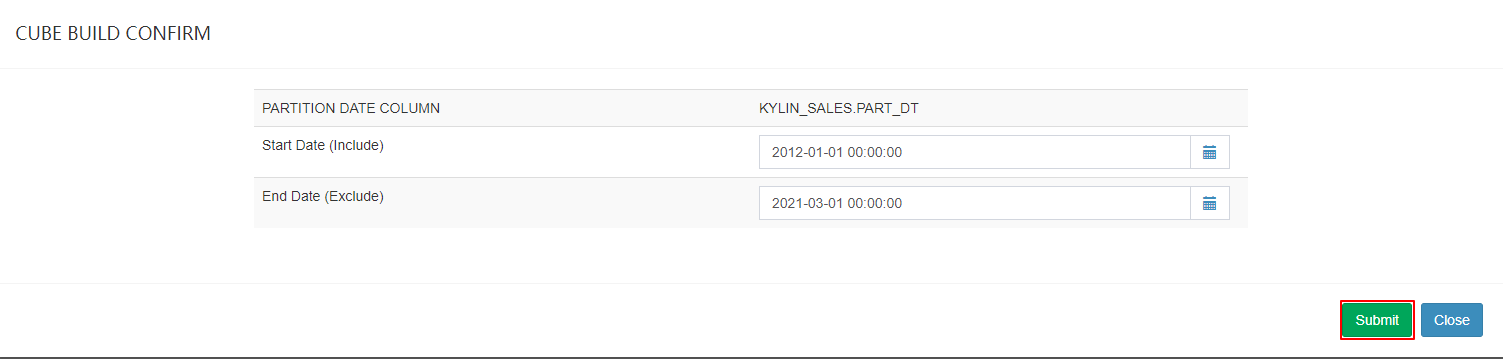 CUBE BUILD CONFIRM
PARTITION DATE COLUMN KYLIN_SALES.PART_DT
Start Date (Include) 2012-01-01 00:00:00
End Date (Exclude) 2021-03-01 00:00:00
Submit Close